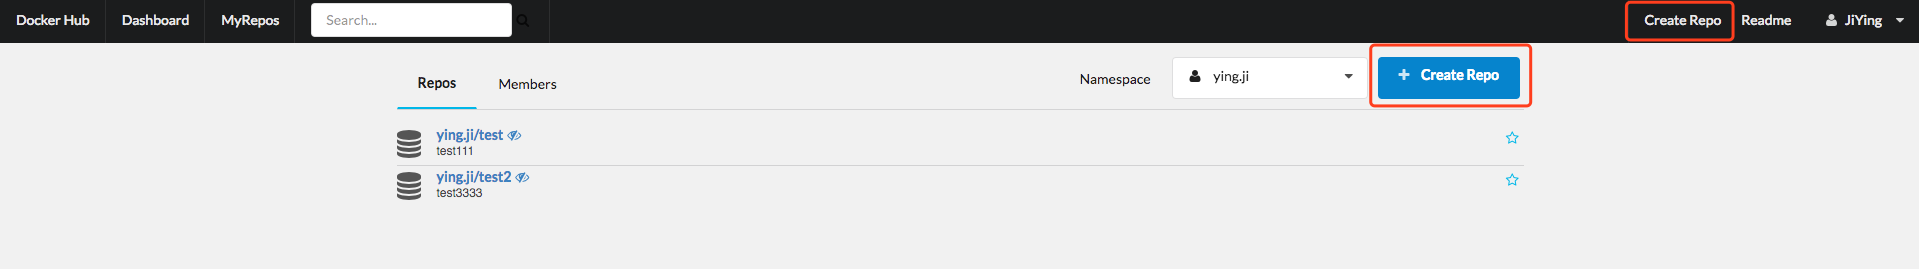 Docker Hub Dashboard MyRepos Search... Create Repo Readme JiYing
Repos Members Namespace ying.ji + Create Repo
ying.ji/test
test111
ying.ji/test2
test3333